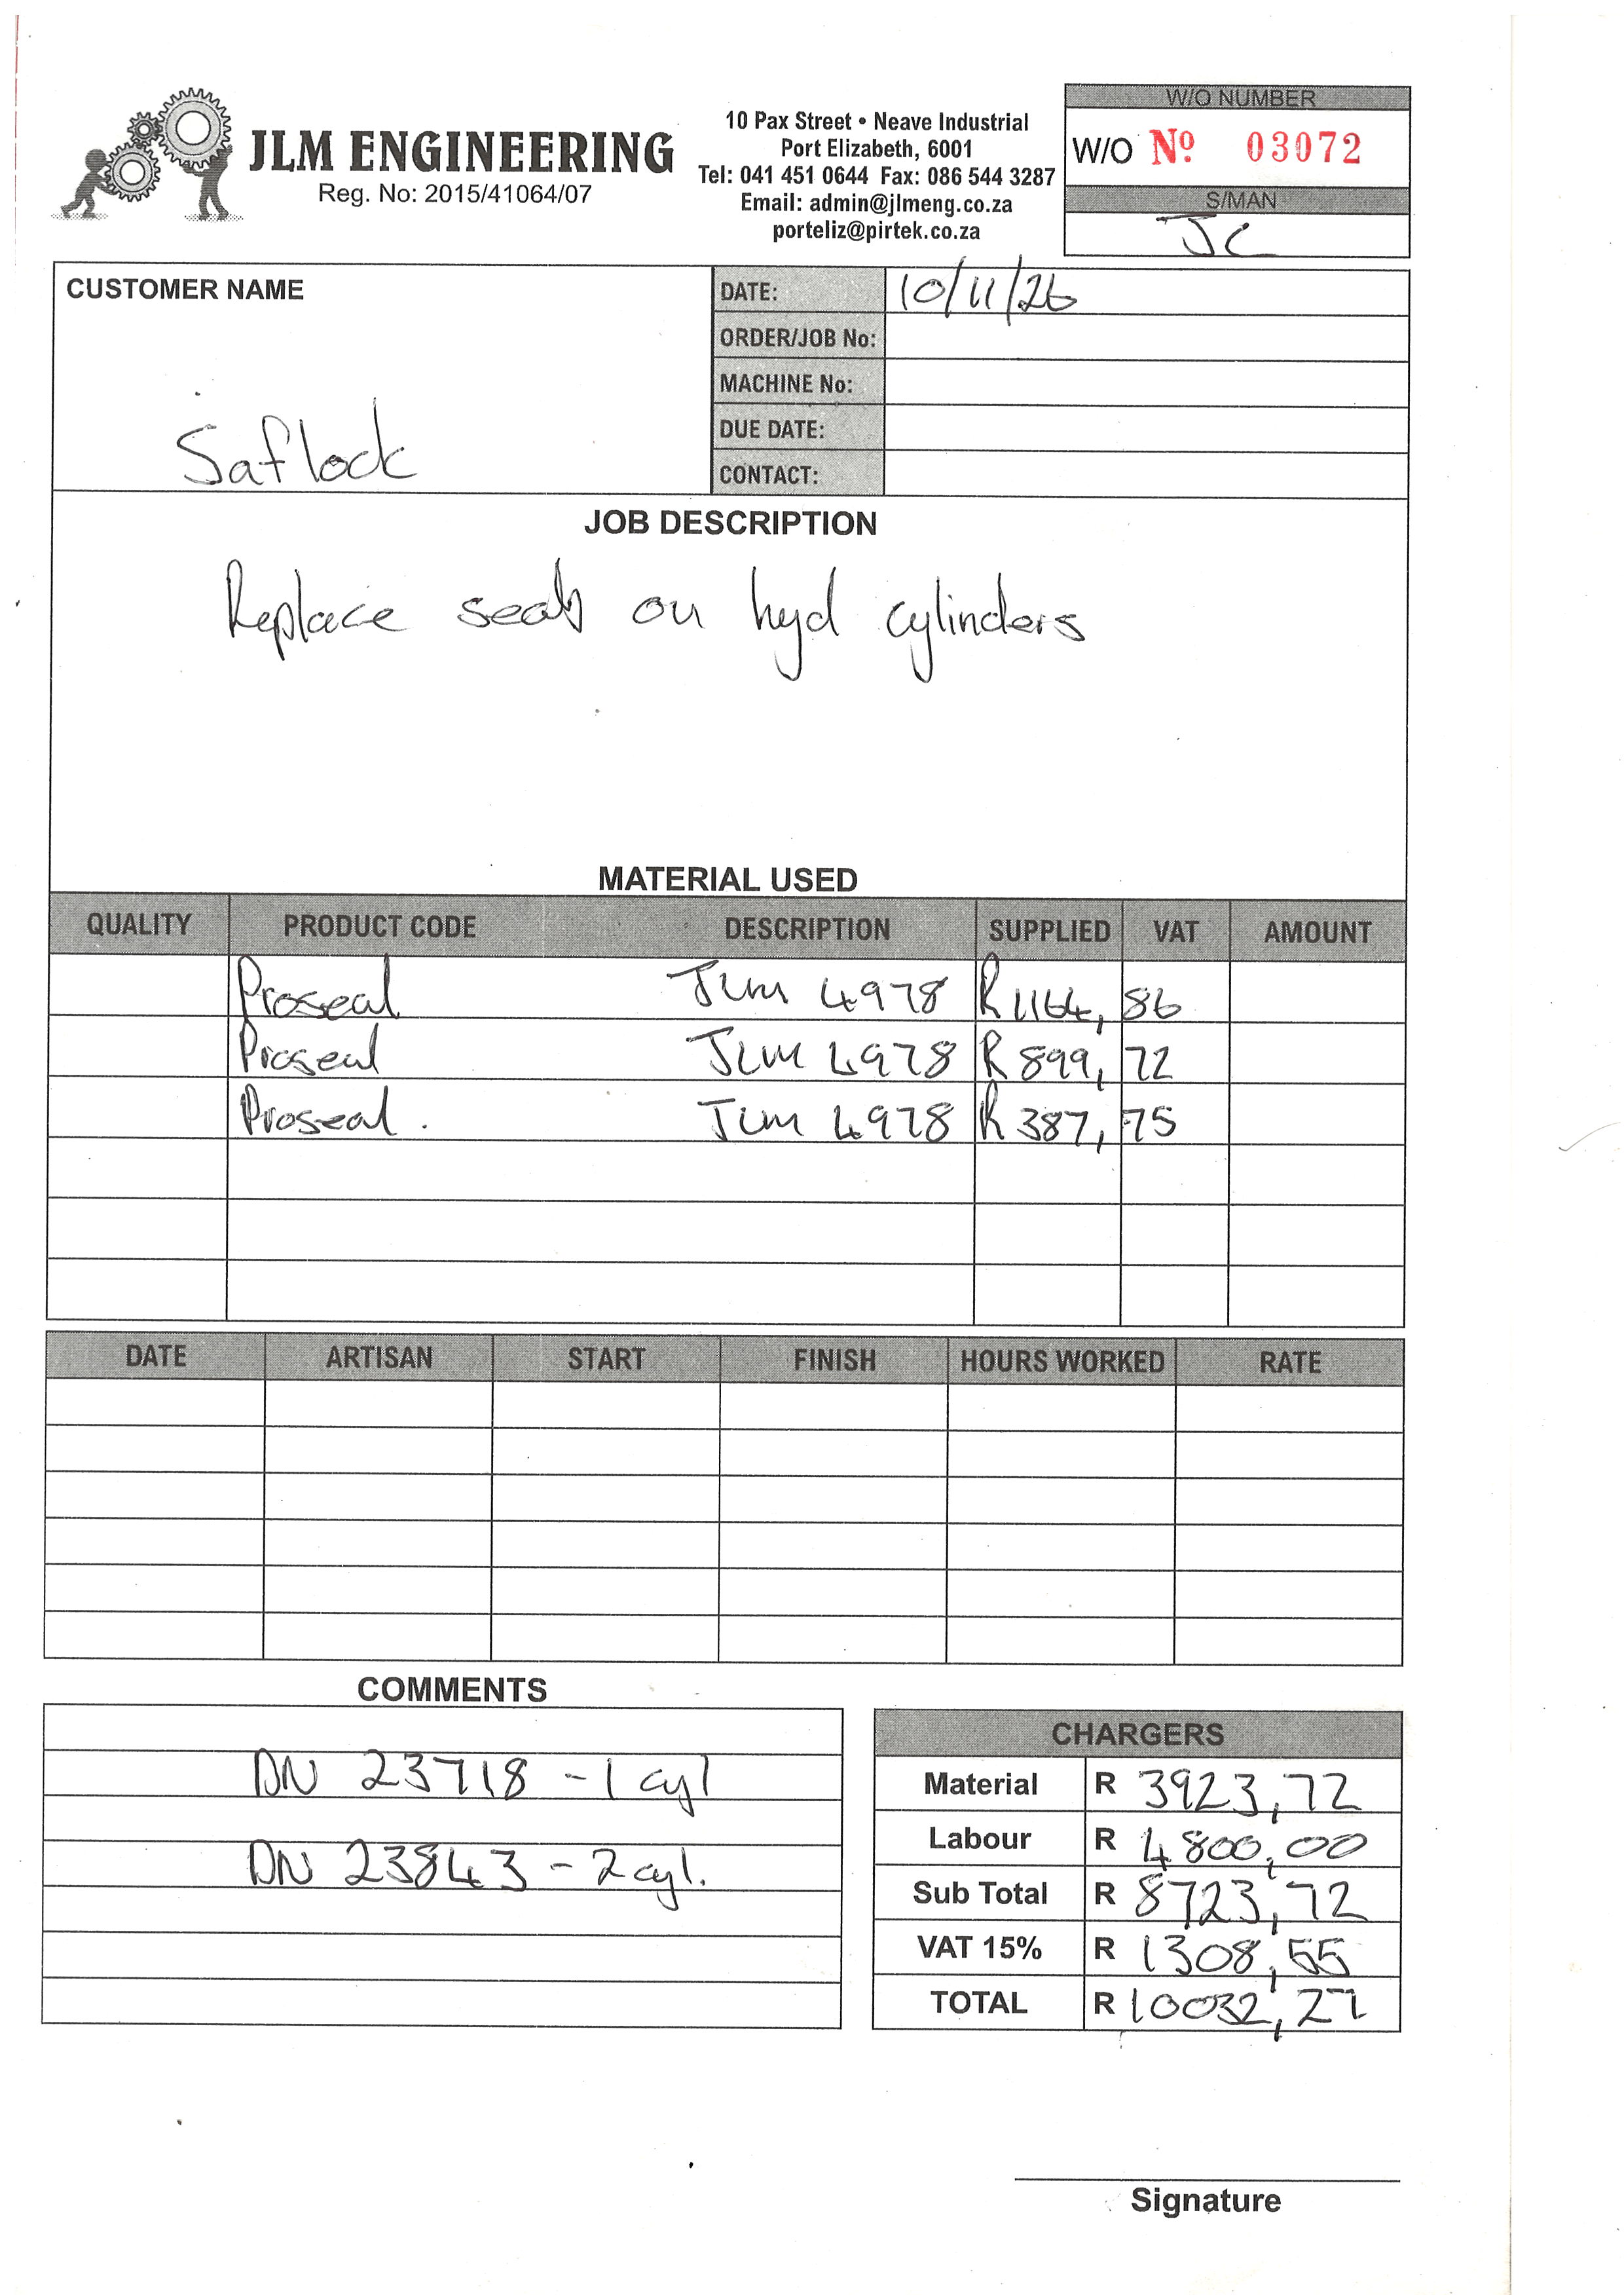 JLM ENGINEERING
Reg. No: 2015/41064/07
10 Pax Street • Neave Industrial
Port Elizabeth, 6001
Tel: 041 451 0644 Fax: 086 544 3287
Email: admin@jlmeng.co.za
porteliz@pirtek.co.za
W/O NUMBER
W/O Nº 03072
S/MAN
JC
CUSTOMER NAME
Saflock
DATE: 10/11/26
ORDER/JOB No:
MACHINE No:
DUE DATE:
CONTACT:
JOB DESCRIPTION
Replace seals on hyd cylinders
MATERIAL USED
QUALITY PRODUCT CODE DESCRIPTION SUPPLIED VAT AMOUNT
Proseal JLM 4978 R1164,86
Proseal JLM 4978 R899,72
Proseal. JLM 4978 R387,75
DATE ARTISAN START FINISH HOURS WORKED RATE
COMMENTS
DN 23718 - 1 cyl
DN 23843 - 2 cyl.
CHARGERS
Material R 3923,72
Labour R 4800,00
Sub Total R 8723,72
VAT 15% R 1308,55
TOTAL R 10032,27
Signature